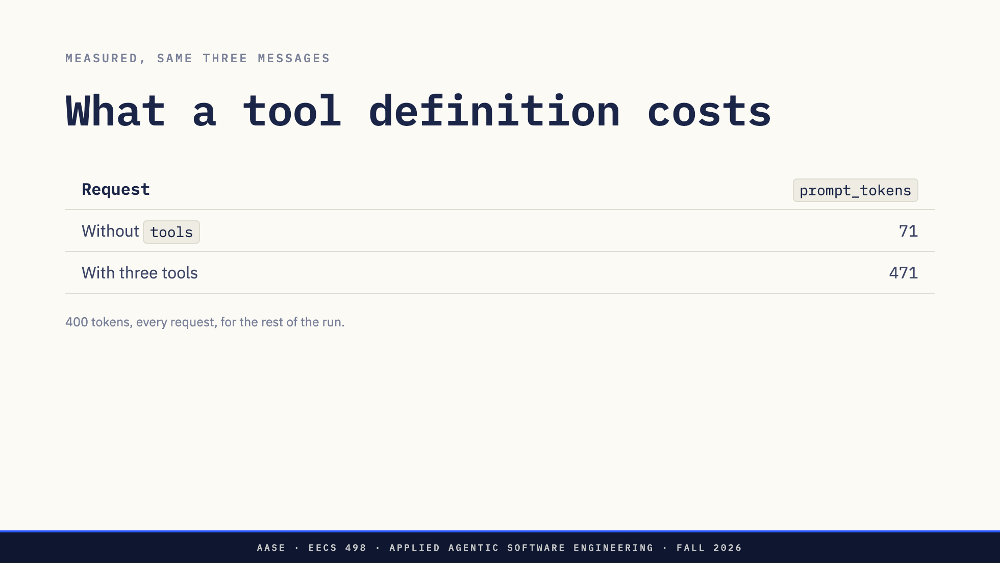 MEASURED, SAME THREE MESSAGES
What a tool definition costs
Request prompt_tokens
Without tools 71
With three tools 471
400 tokens, every request, for the rest of the run.
AASE · EECS 498 · APPLIED AGENTIC SOFTWARE ENGINEERING · FALL 2026